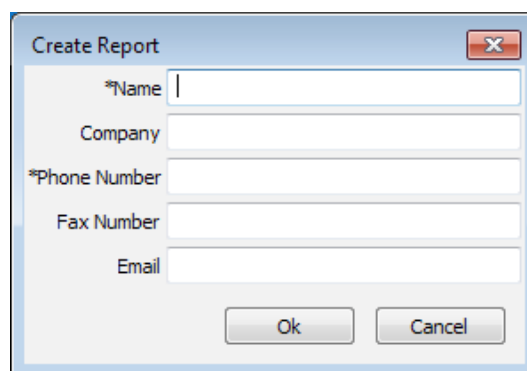 Create Report
*Name
Company
*Phone Number
Fax Number
Email
Ok Cancel